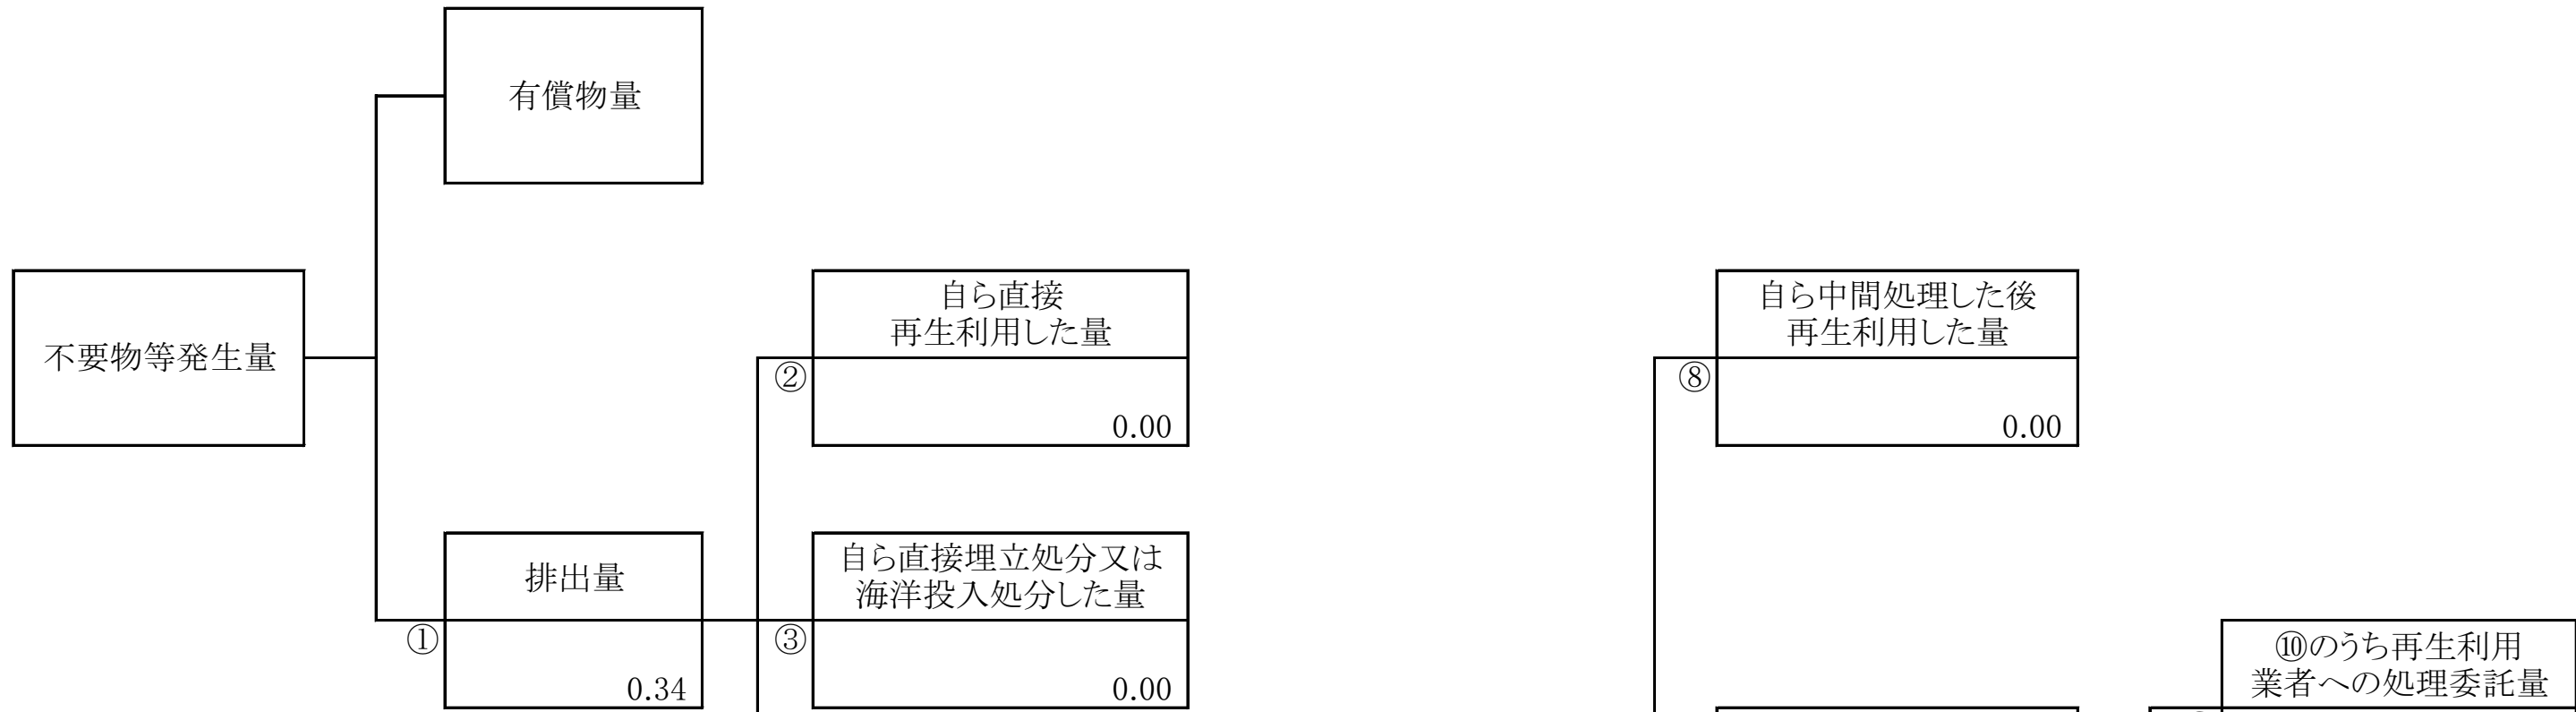 有償物量
不要物等発生量
自ら直接
再生利用した量
②
0.00
自ら中間処理した後
再生利用した量
⑧
0.00
排出量
①
0.34
自ら直接埋立処分又は
海洋投入処分した量
③
0.00
⑩のうち再生利用
業者への処理委託量